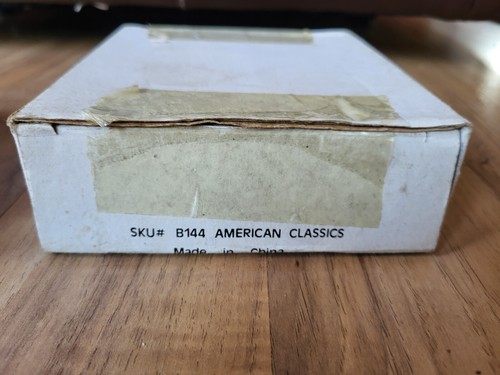 SKU# B144 AMERICAN CLASSICS
Made in China